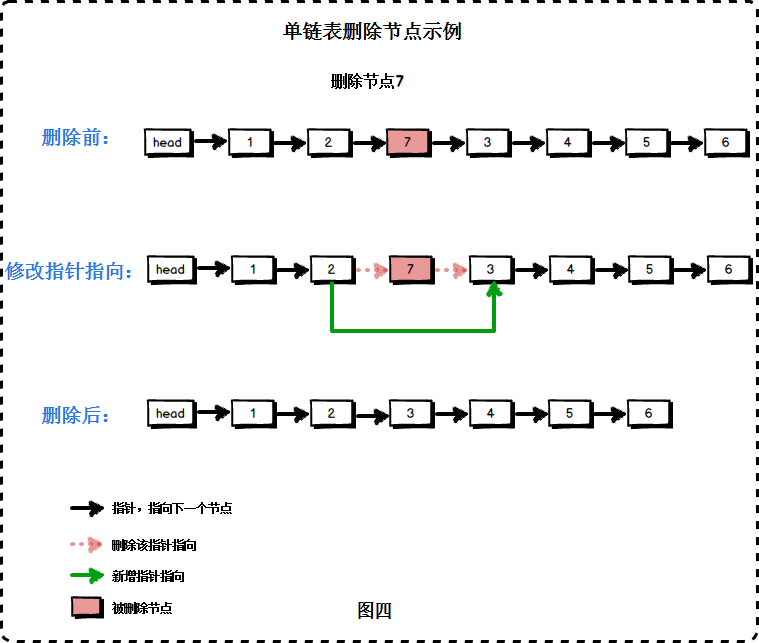 单链表删除节点示例
删除节点7
删除前：
head 1 2 7 3 4 5 6
修改指针指向：
head 1 2 7 3 4 5 6
删除后：
head 1 2 3 4 5 6
指针，指向下一个节点
删除该指针指向
新增指针指向
被删除节点
图四